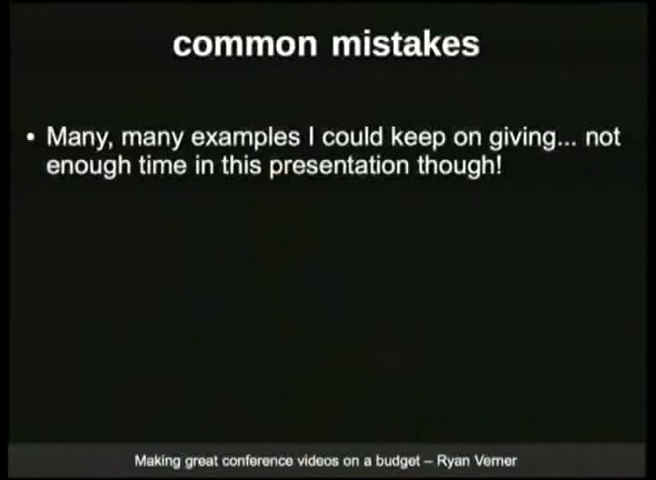 common mistakes
• Many, many examples I could keep on giving... not
enough time in this presentation though!
Making great conference videos on a budget – Ryan Verner